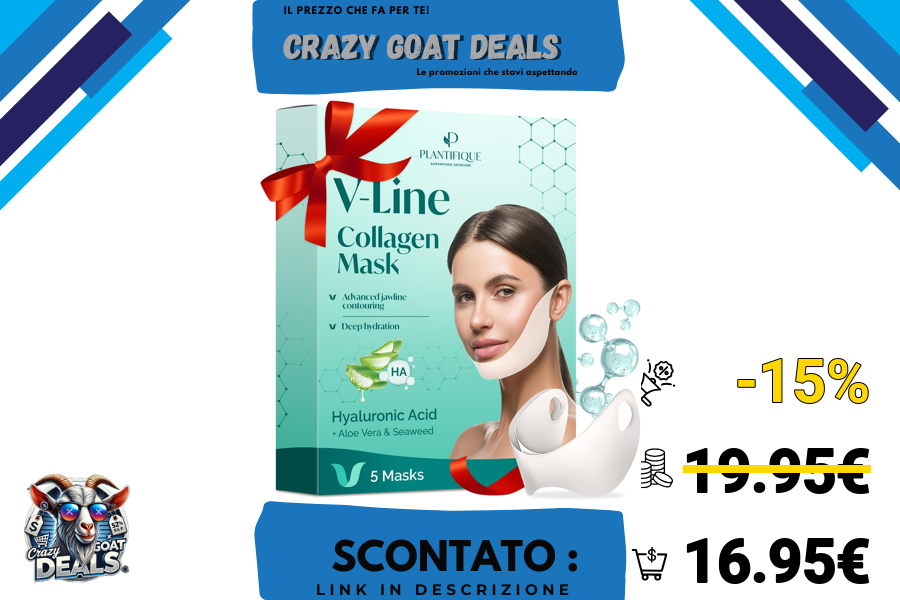 IL PREZZO CHE FA PER TE!
CRAZY GOAT DEALS
Le promozioni che stavi aspettando
PLANTIFIQUE
SUPERFOOD SKINCARE
V-Line
Collagen
Mask
Advanced jawline
contouring
Deep hydration
HA
Hyaluronic Acid
+ Aloe Vera & Seaweed
5 Masks
-15%
19.95€
16.95€
Crazy
GOAT
DEALS
SCONTATO :
LINK IN DESCRIZIONE